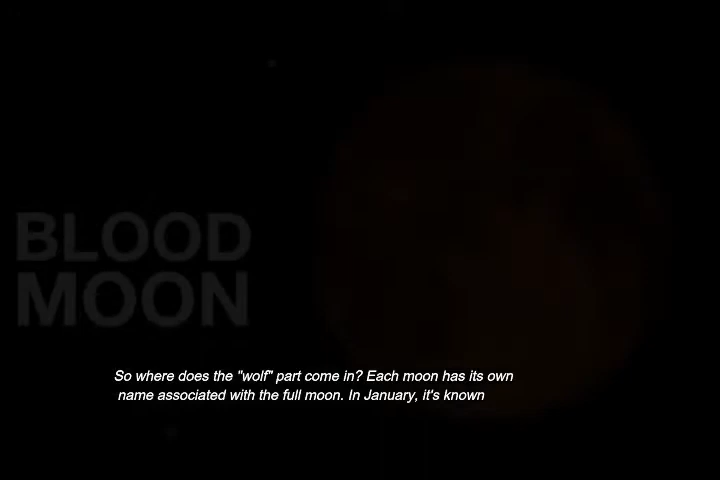 BLOOD
MOON
So where does the "wolf" part come in? Each moon has its own
name associated with the full moon. In January, it's known